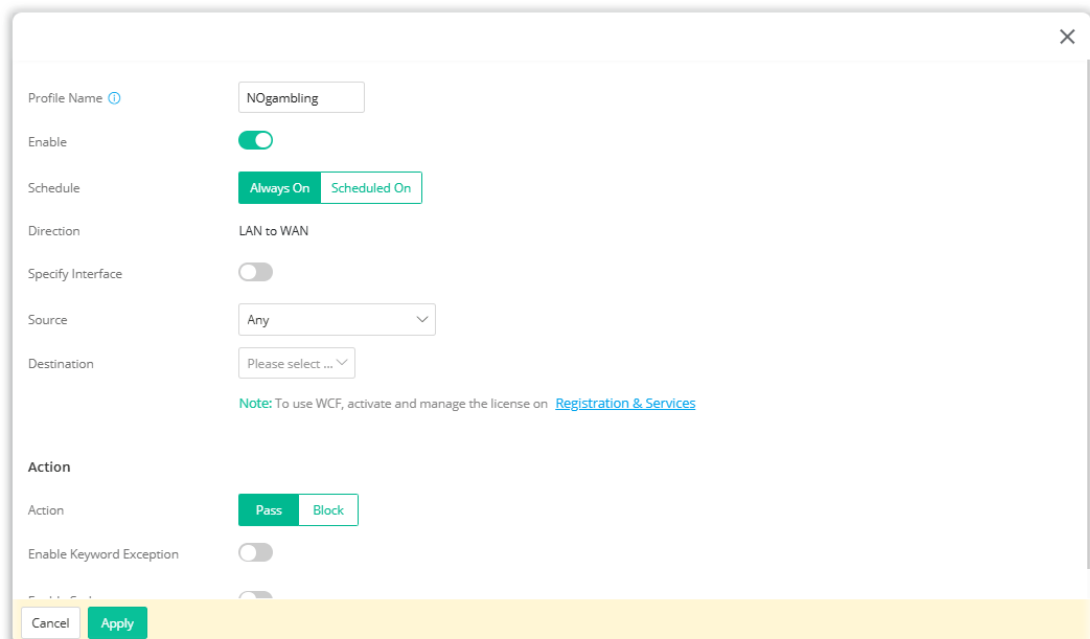 Profile Name NOgambling
Enable
Schedule Always On Scheduled On
Direction LAN to WAN
Specify Interface
Source Any
Destination Please select ...
Note: To use WCF, activate and manage the license on Registration & Services
Action
Action Pass Block
Enable Keyword Exception
Cancel Apply